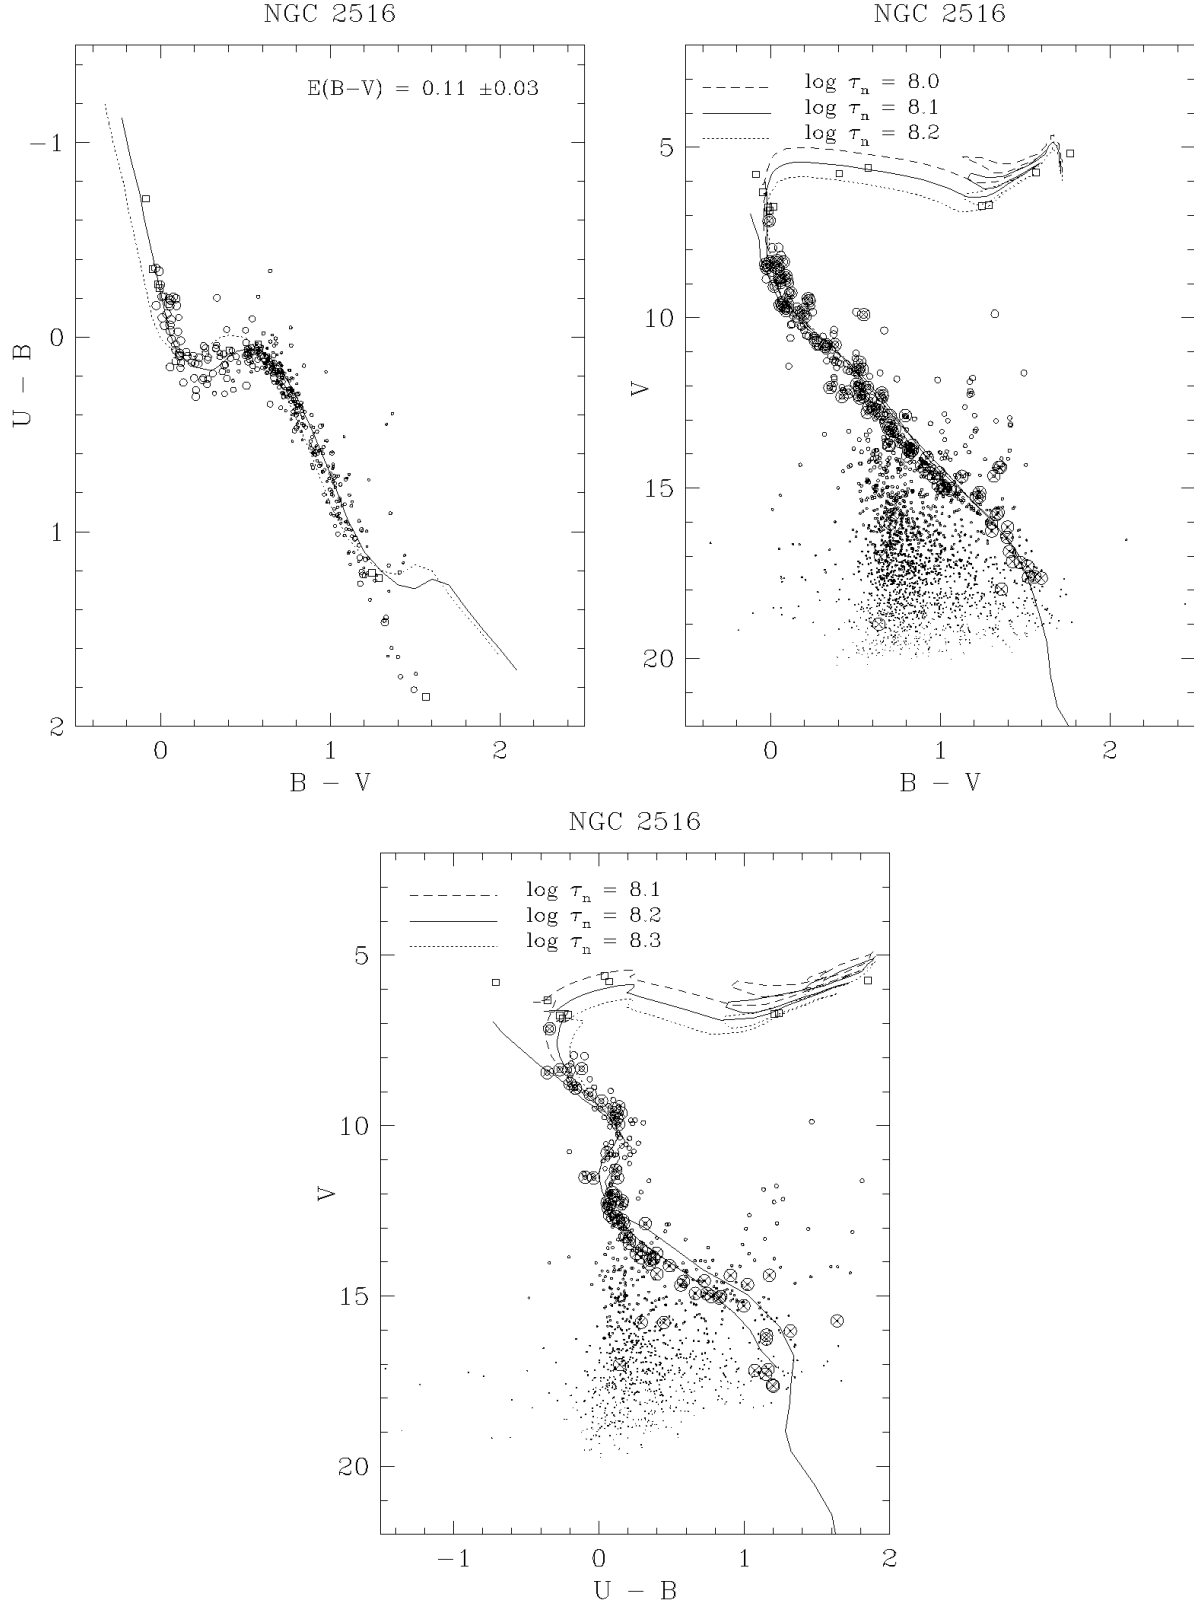 NGC 2516
E(B−V) = 0.11 ±0.03
U − B
−1
0
1
2
0
1
2
B − V
NGC 2516
log τn = 8.0
log τn = 8.1
log τn = 8.2
V
5
10
15
20
0
1
2
B − V
NGC 2516
log τn = 8.1
log τn = 8.2
log τn = 8.3
V
5
10
15
20
−1
0
1
2
U − B